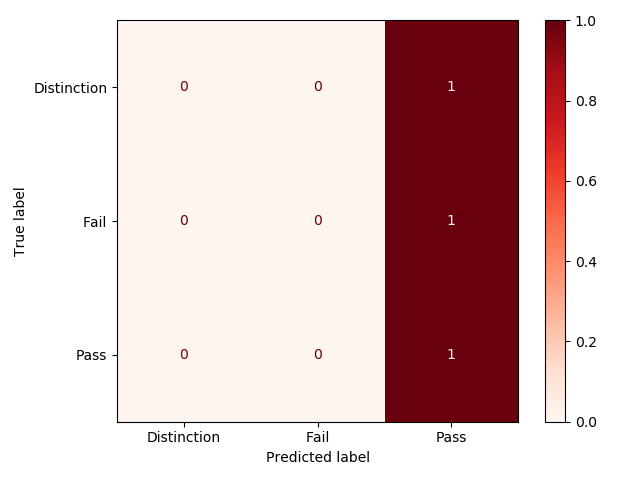 Distinction 0 0 1
Fail 0 0 1
Pass 0 0 1
Distinction Fail Pass
Predicted label
True label
1.0
0.8
0.6
0.4
0.2
0.0